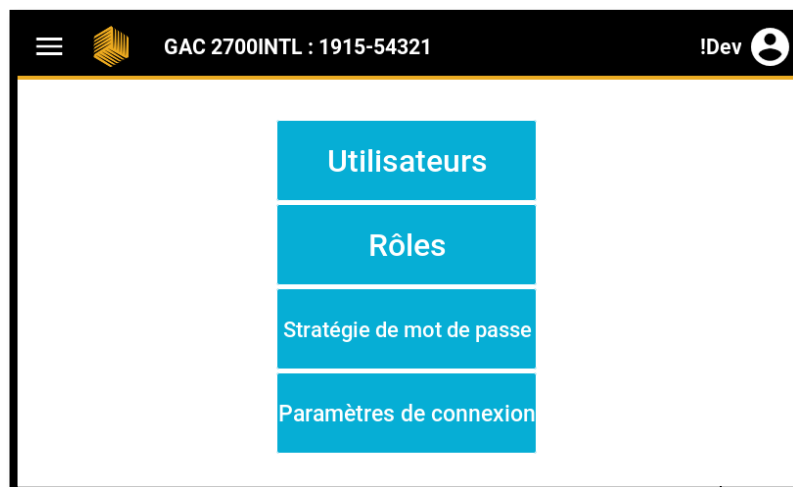 GAC 2700INTL : 1915-54321 !Dev
Utilisateurs
Rôles
Stratégie de mot de passe
Paramètres de connexion